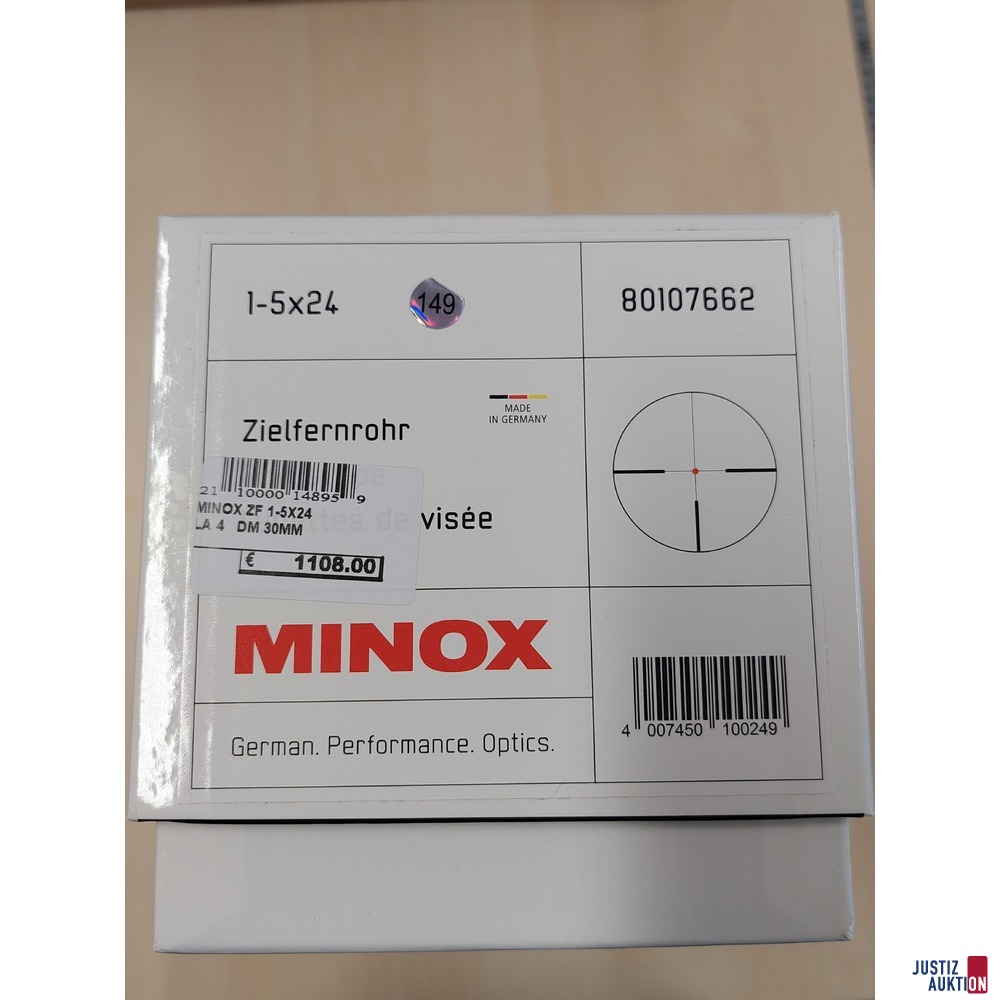 1-5x24
149
80107662
MADE
IN GERMANY
Zielfernrohr
visée
21 10000 14895 9
MINOX ZF 1-5X24
LA 4 DM 30MM
€ 1108.00
MINOX
German. Performance. Optics.
4 007450 100249
JUSTIZ
AUKTION